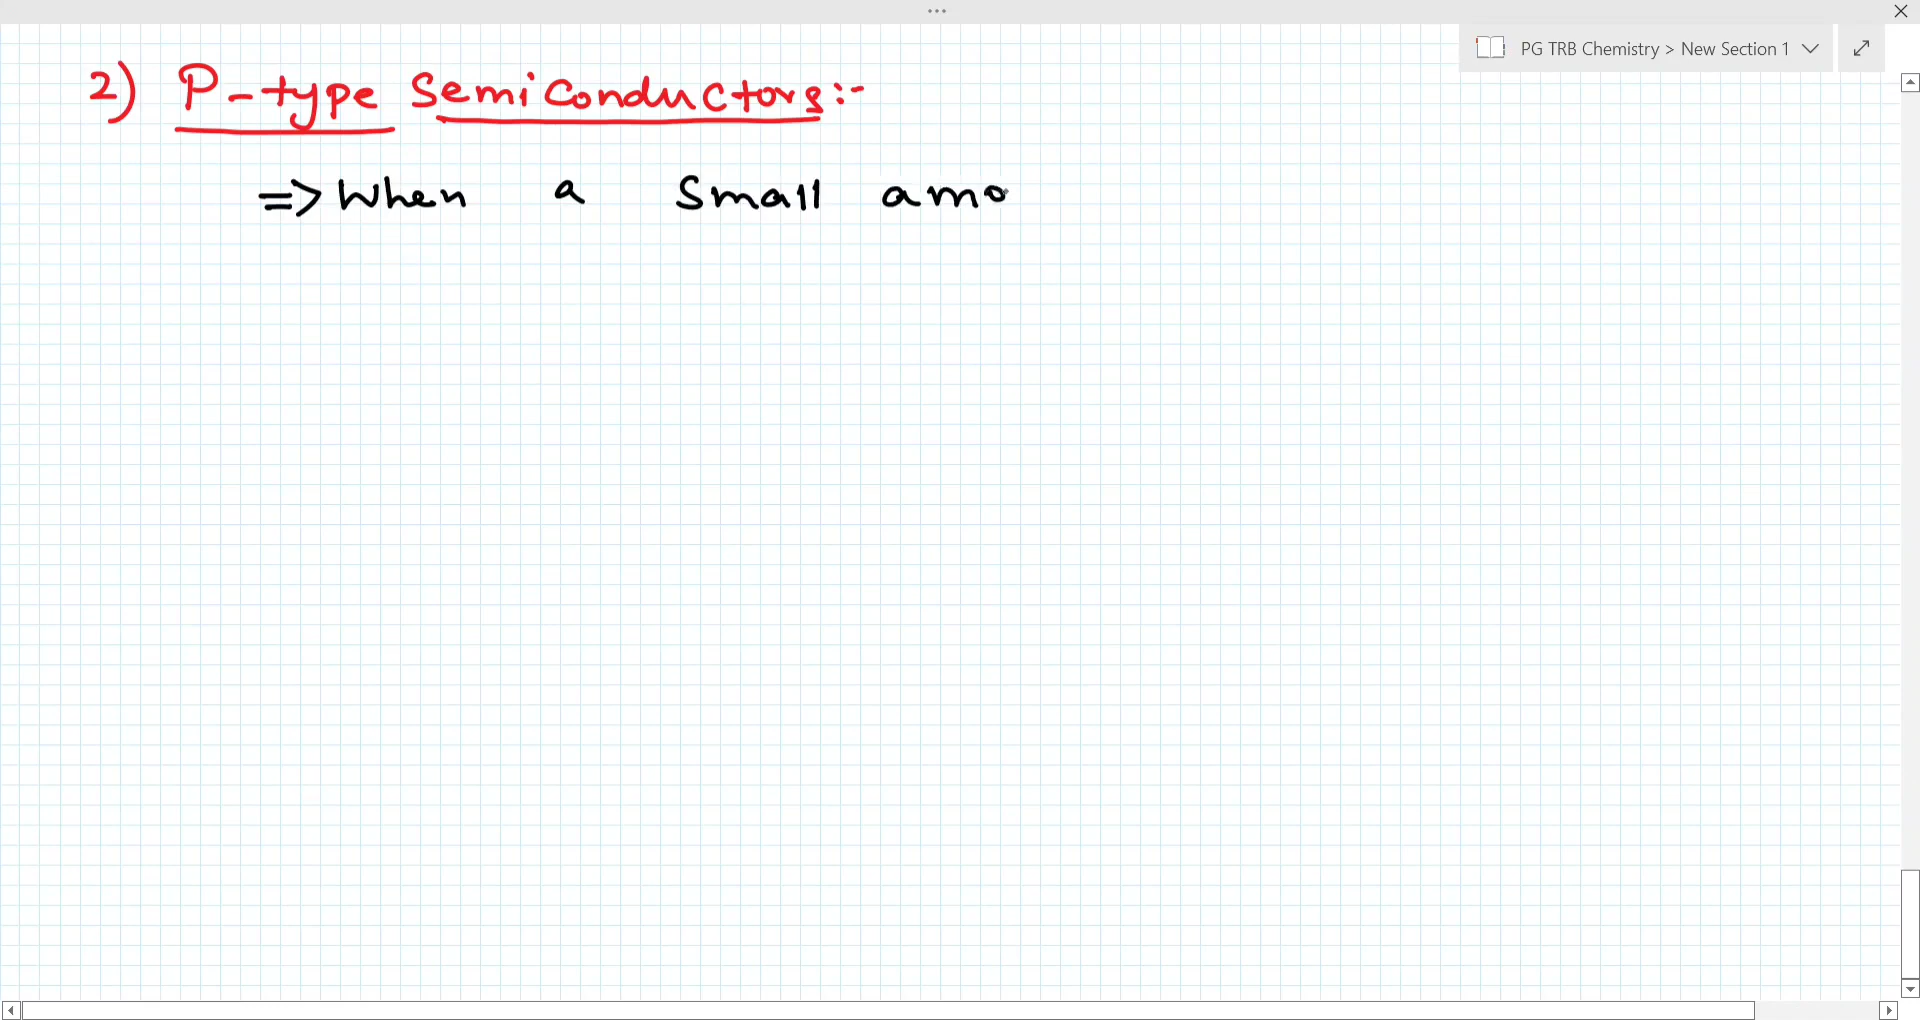 PG TRB Chemistry > New Section 1
2) P-type Semiconductors:-
=> When a Small amo